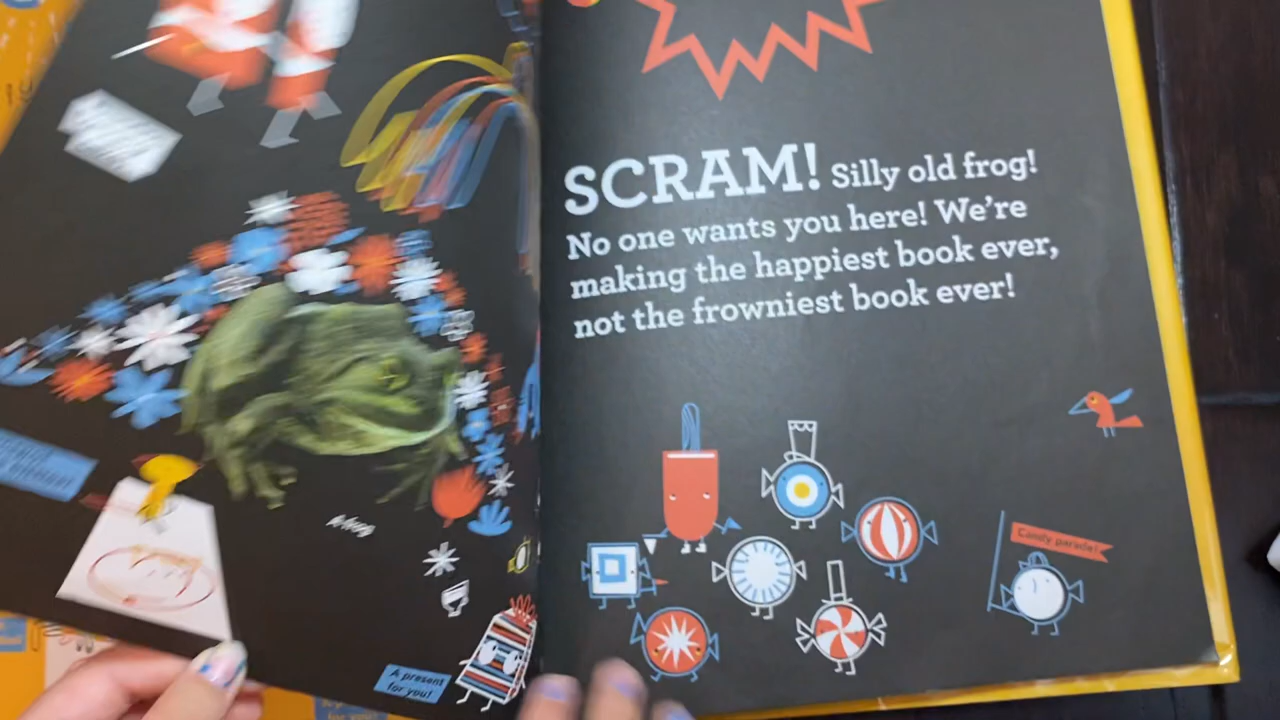 A frog
A present
for you!
SCRAM! Silly old frog!
No one wants you here! We're
making the happiest book ever,
not the frowniest book ever!
Candy parade!